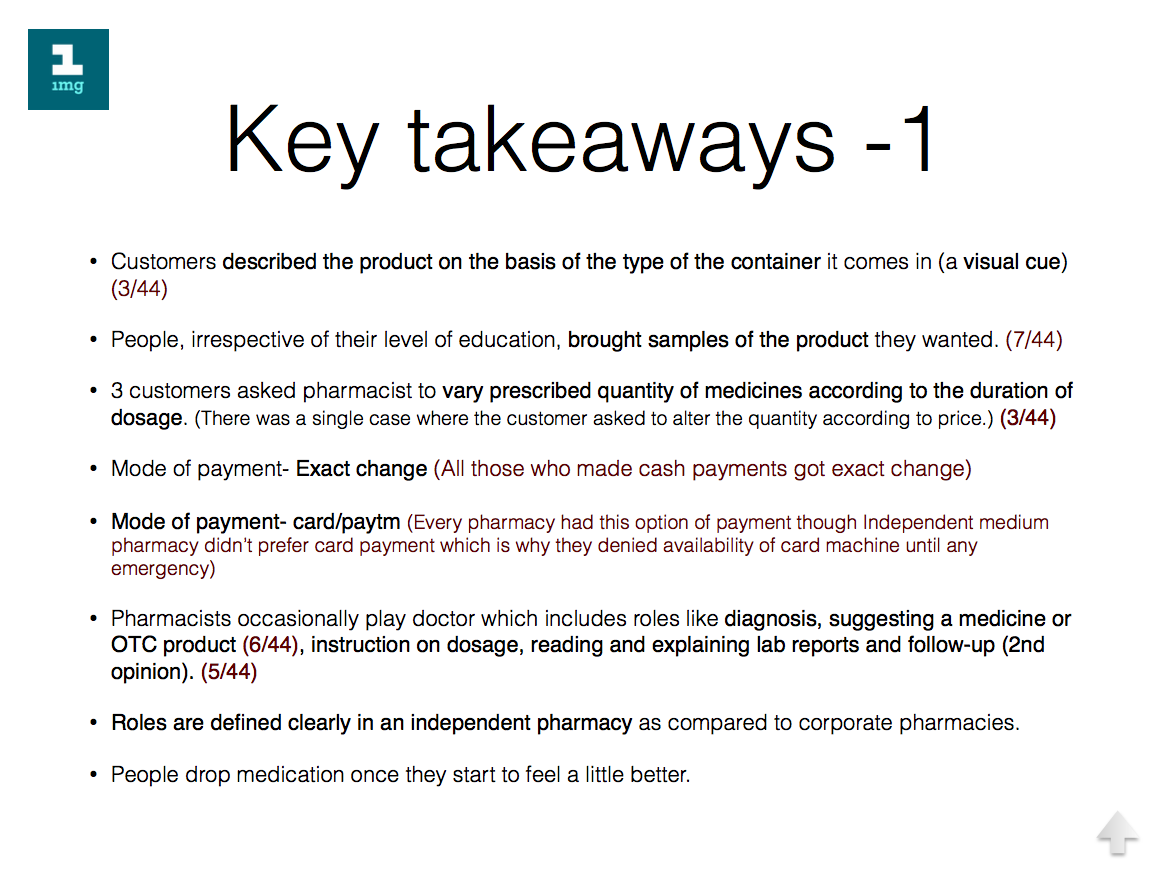 1
1mg
Key takeaways -1
• Customers described the product on the basis of the type of the container it comes in (a visual cue)
(3/44)
• People, irrespective of their level of education, brought samples of the product they wanted. (7/44)
• 3 customers asked pharmacist to vary prescribed quantity of medicines according to the duration of
dosage. (There was a single case where the customer asked to alter the quantity according to price.) (3/44)
• Mode of payment- Exact change (All those who made cash payments got exact change)
• Mode of payment- card/paytm (Every pharmacy had this option of payment though Independent medium
pharmacy didn't prefer card payment which is why they denied availability of card machine until any
emergency)
• Pharmacists occasionally play doctor which includes roles like diagnosis, suggesting a medicine or
OTC product (6/44), instruction on dosage, reading and explaining lab reports and follow-up (2nd
opinion). (5/44)
• Roles are defined clearly in an independent pharmacy as compared to corporate pharmacies.
• People drop medication once they start to feel a little better.